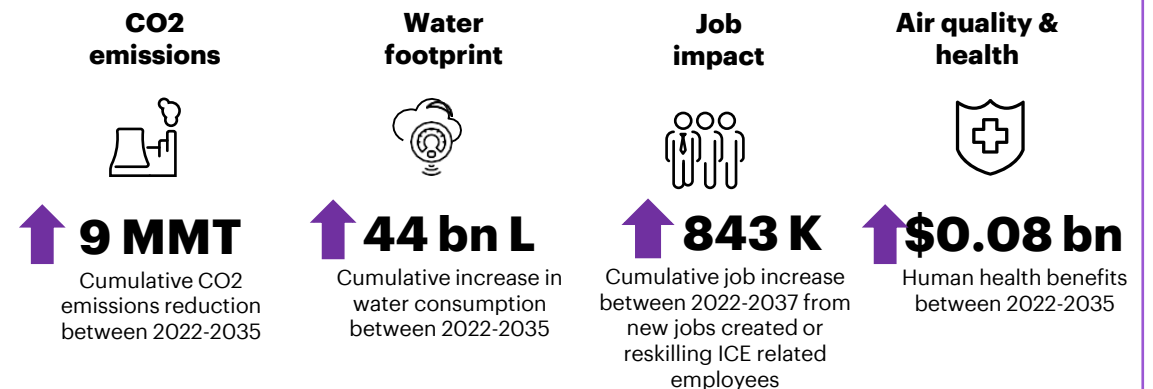 CO2
emissions
Water
footprint
Job
impact
Air quality &
health
9 MMT
Cumulative CO2
emissions reduction
between 2022-2035
44 bn L
Cumulative increase in
water consumption
between 2022-2035
843 K
Cumulative job increase
between 2022-2037 from
new jobs created or
reskilling ICE related
employees
$0.08 bn
Human health benefits
between 2022-2035